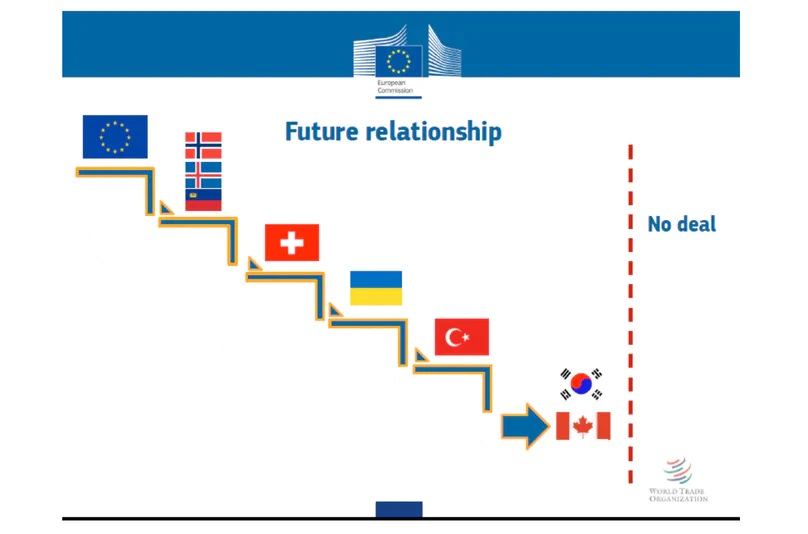 European
Commission
Future relationship
No deal
WORLD TRADE
ORGANIZATION